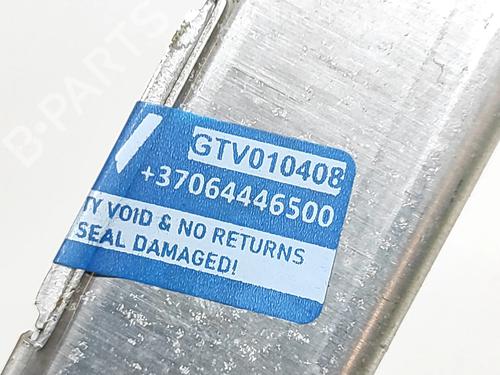 B-PARTS
GTV010408
+37064446500
TY VOID & NO RETURNS
SEAL DAMAGED!